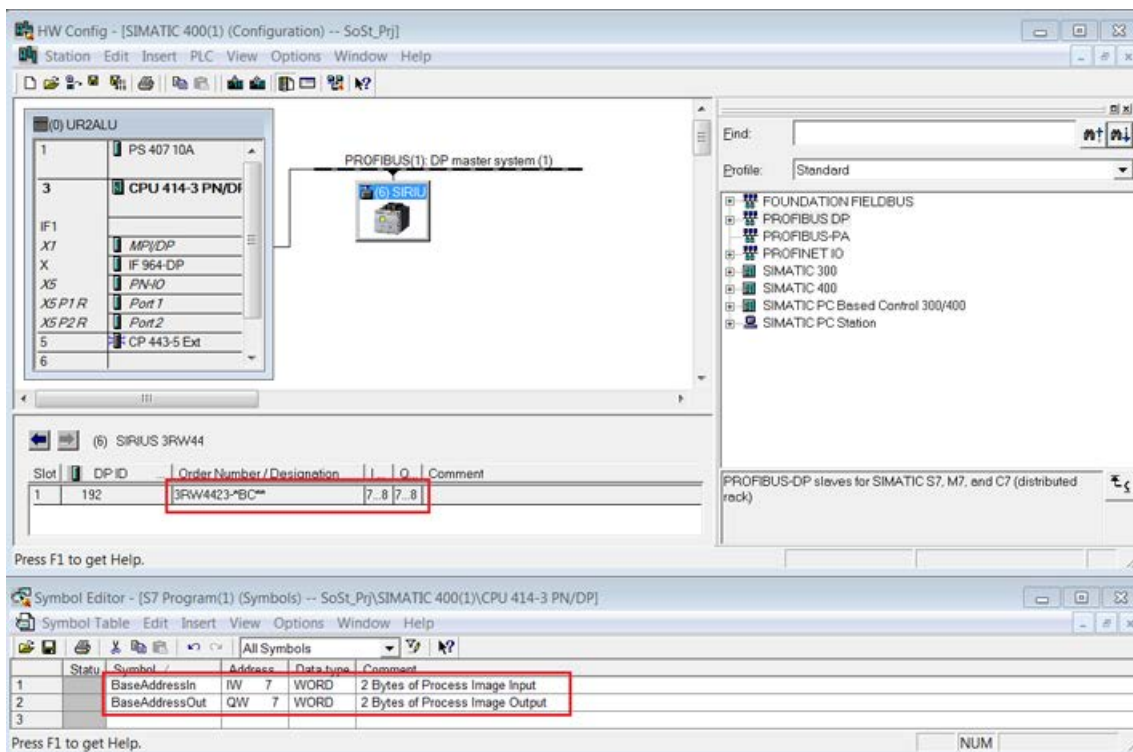 HW Config - [SIMATIC 400(1) (Configuration) -- SoSt_Prj]
Station Edit Insert PLC View Options Window Help
(0) UR2ALU
1 PS 407 10A
3 CPU 414-3 PN/DP
IF1
X1 MPI/DP
X IF 964-DP
X5 PN-IO
X5 P1 R Port 1
X5 P2 R Port 2
5 CP 443-5 Ext
6
PROFIBUS(1): DP master system (1)
(6) SIRIU
Find:
Profile: Standard
FOUNDATION FIELDBUS
PROFIBUS DP
PROFIBUS-PA
PROFINET IO
SIMATIC 300
SIMATIC 400
SIMATIC PC Based Control 300/400
SIMATIC PC Station
(6) SIRIUS 3RW44
Slot DP ID ... Order Number / Designation I... Q... Comment
1 192 3RW4423-*BC** 7...8 7...8
PROFIBUS-DP slaves for SIMATIC S7, M7, and C7 (distributed
rack)
Press F1 to get Help.
Symbol Editor - [S7 Program(1) (Symbols) -- SoSt_Prj\SIMATIC 400(1)\CPU 414-3 PN/DP]
Symbol Table Edit Insert View Options Window Help
All Symbols
Statu Symbol / Address Data type Comment
1 BaseAddressIn IW 7 WORD 2 Bytes of Process Image Input
2 BaseAddressOut QW 7 WORD 2 Bytes of Process Image Output
3
Press F1 to get Help.
NUM